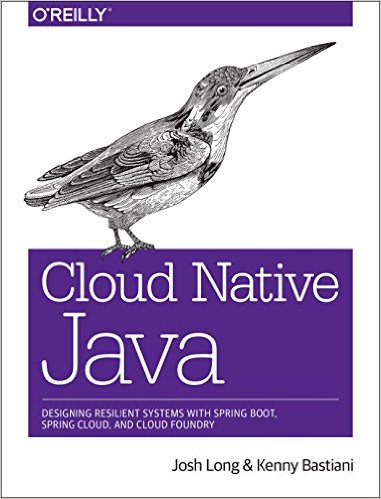 O'REILLY®
Cloud Native
Java
DESIGNING RESILIENT SYSTEMS WITH SPRING BOOT,
SPRING CLOUD, AND CLOUD FOUNDRY
Josh Long & Kenny Bastiani